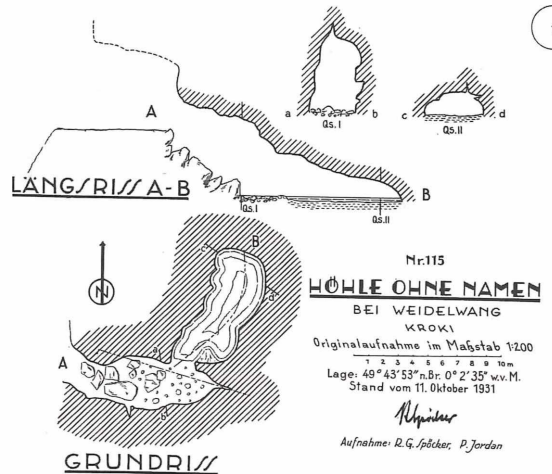 a
b
Qs.I
c
d
Qs.II
A
B
LÄNGSRISS A-B
Qs.I
Qs.II
N
A
B
a
b
c
d
GRUNDRISS
Nr.115
HÖHLE OHNE NAMEN
BEI WEIDELWANG
KROKI
Originalaufnahme im Maßstab 1:200
1 2 3 4 5 6 7 8 9 10m
Lage: 49° 43' 53" n.Br. 0° 2' 35" w.v.M.
Stand vom 11. Oktober 1931
RSpöcker
Aufnahme: R.G. Spöcker, P. Jordan